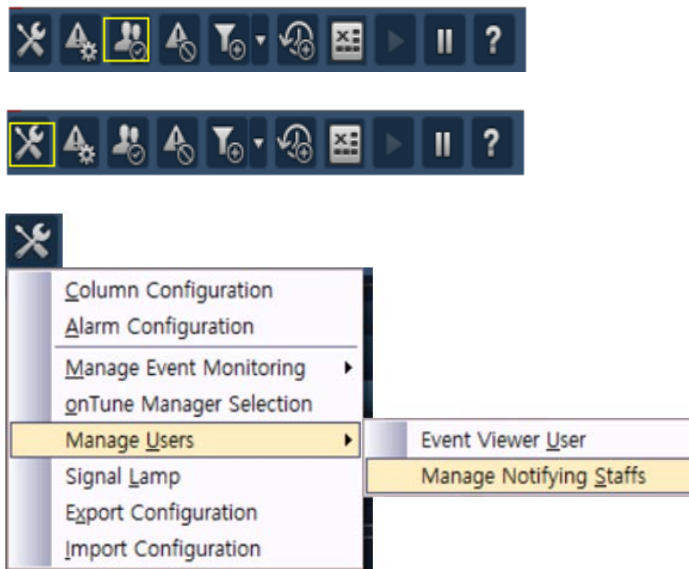 ?
?
Column Configuration
Alarm Configuration
Manage Event Monitoring
onTune Manager Selection
Manage Users
Event Viewer User
Signal Lamp
Manage Notifying Staffs
Export Configuration
Import Configuration